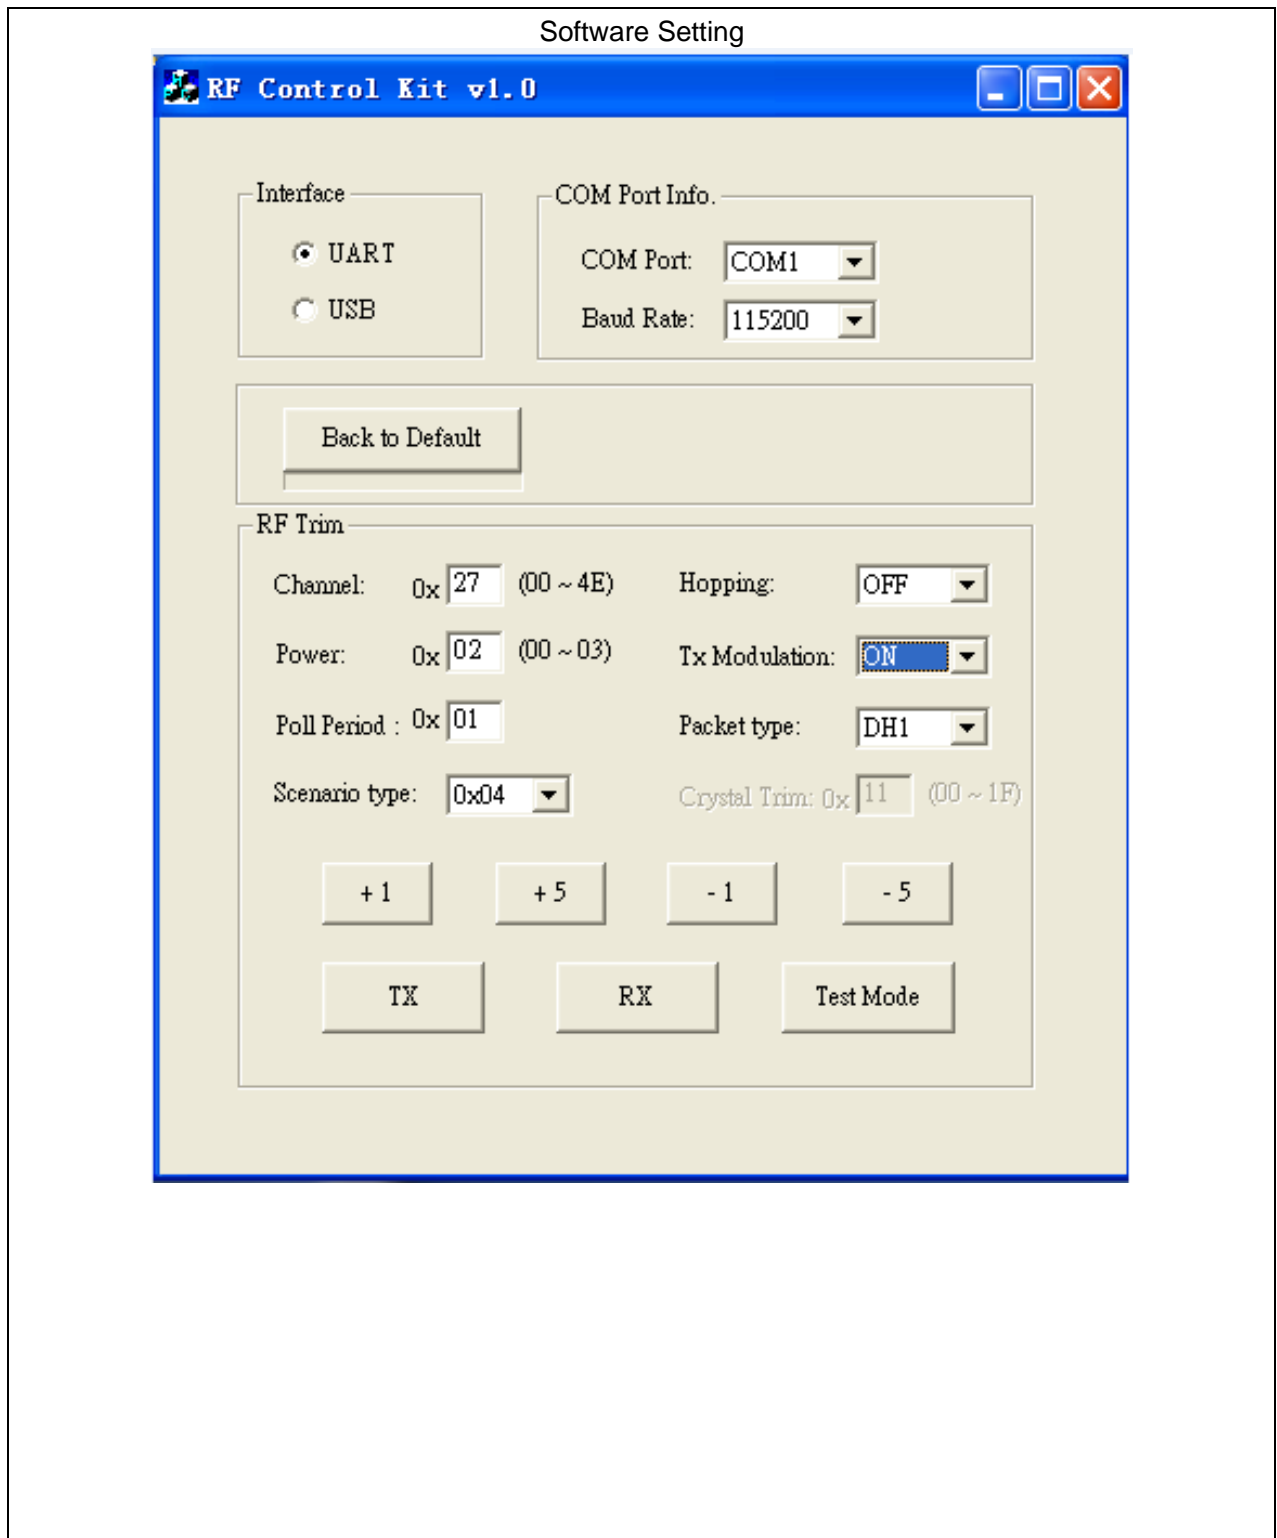 Software Setting
RF Control Kit v1.0
Interface
UART
USB
COM Port Info.
COM Port: COM1
Baud Rate: 115200
Back to Default
RF Trim
Channel: 0x 27 (00 ~ 4E) Hopping: OFF
Power: 0x 02 (00 ~ 03) Tx Modulation: ON
Poll Period : 0x 01 Packet type: DH1
Scenario type: 0x04 Crystal Trim: 0x 11 (00 ~ 1F)
+ 1 + 5 - 1 - 5
TX RX Test Mode